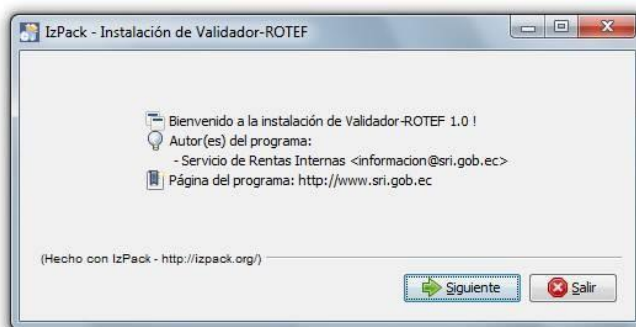 IzPack - Instalación de Validador-ROTEF
Bienvenido a la instalación de Validador-ROTEF 1.0 !
Autor(es) del programa:
- Servicio de Rentas Internas <informacion@sri.gob.ec>
Página del programa: http://www.sri.gob.ec
(Hecho con IzPack - http://izpack.org/)
Siguiente
Salir